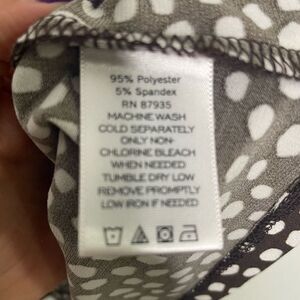 95% Polyester
5% Spandex
RN 87935
MACHINE WASH
COLD SEPARATELY
ONLY NON-
CHLORINE BLEACH
WHEN NEEDED
TUMBLE DRY LOW
REMOVE PROMPTLY
LOW IRON IF NEEDED